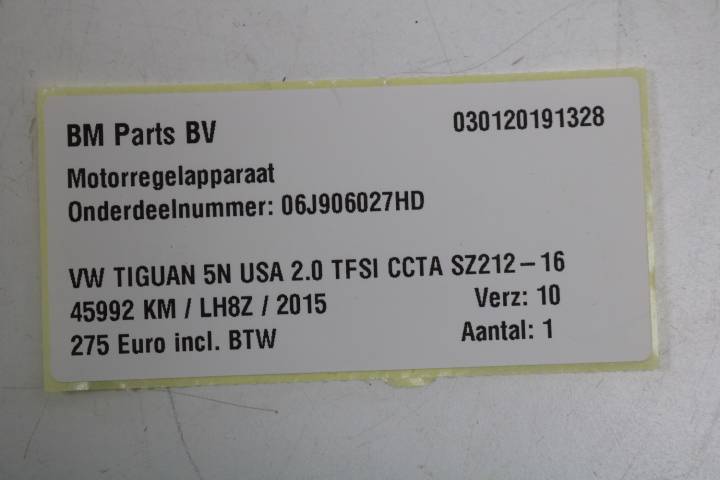 BM Parts BV 030120191328
Motorregelapparaat
Onderdeelnummer: 06J906027HD
VW TIGUAN 5N USA 2.0 TFSI CCTA SZ212-16
45992 KM / LH8Z / 2015 Verz: 10
275 Euro incl. BTW Aantal: 1